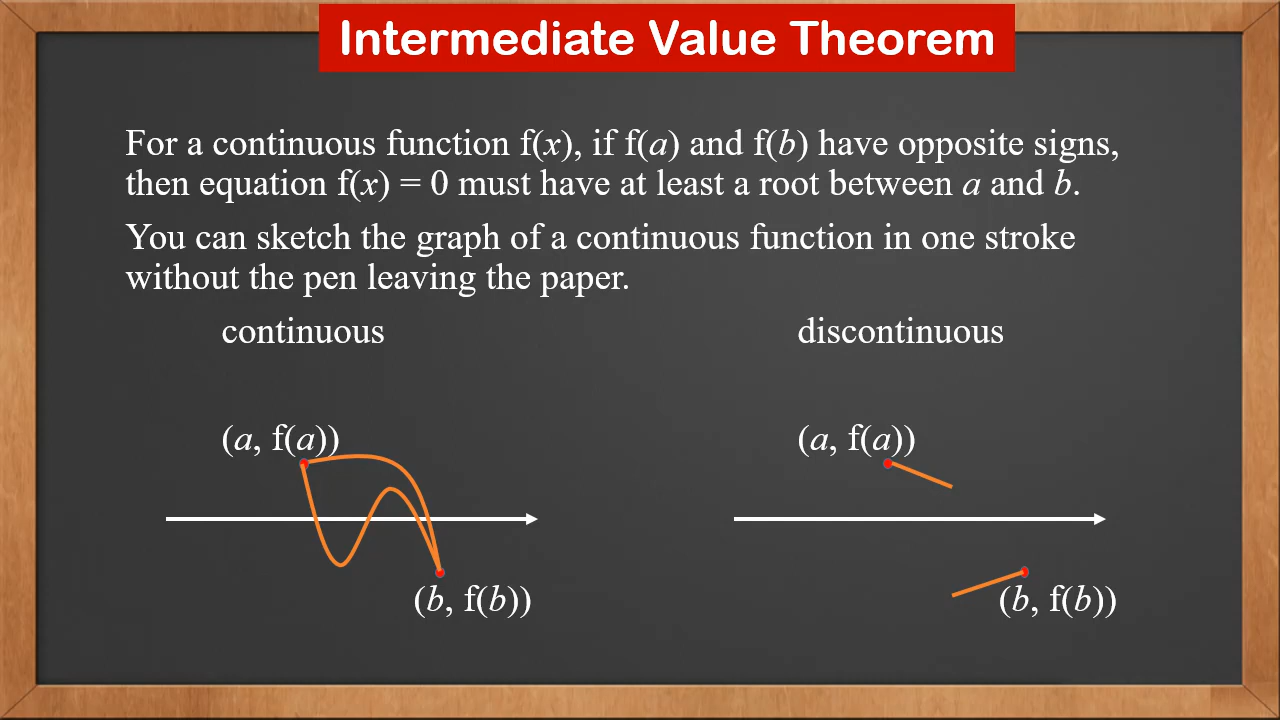 Intermediate Value Theorem
For a continuous function f(x), if f(a) and f(b) have opposite signs,
then equation f(x) = 0 must have at least a root between a and b.
You can sketch the graph of a continuous function in one stroke
without the pen leaving the paper.
continuous
discontinuous
(a, f(a))
(a, f(a))
(b, f(b))
(b, f(b))